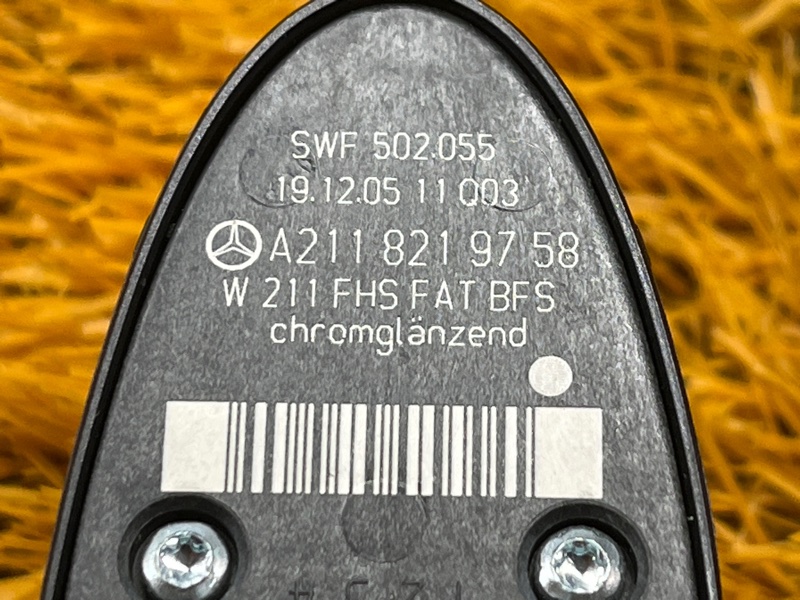 SWF 502.055
19.12.05 11 003
A211 821 97 58
W 211 FHS FAT BFS
chromglänzend